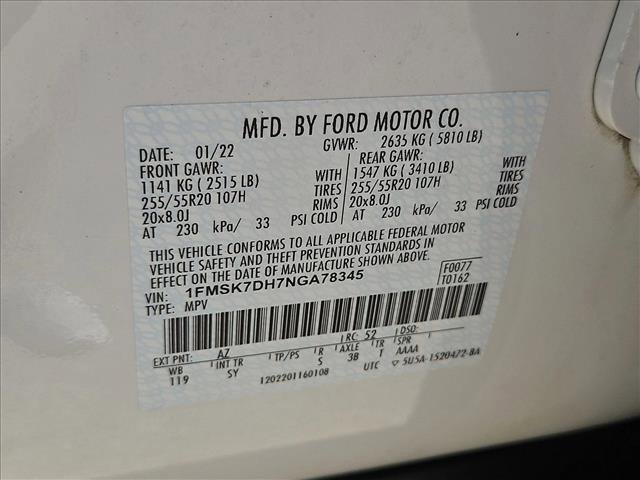 MFD. BY FORD MOTOR CO.
DATE: 01/22 GVWR: 2635 KG ( 5810 LB)
FRONT GAWR: REAR GAWR:
1141 KG ( 2515 LB) WITH 1547 KG ( 3410 LB) WITH
255/55R20 107H TIRES 255/55R20 107H TIRES
20x8.0J RIMS 20x8.0J RIMS
AT 230 kPa/ 33 PSI COLD AT 230 kPa/ 33 PSI COLD
THIS VEHICLE CONFORMS TO ALL APPLICABLE FEDERAL MOTOR
VEHICLE SAFETY AND THEFT PREVENTION STANDARDS IN
EFFECT ON THE DATE OF MANUFACTURE SHOWN ABOVE.
VIN: 1FMSK7DH7NGA78345 F0077
TYPE: MPV T0162
EXT PNT: AZ RC: 52 DSO:
WB INT TR TP/PS R AXLE TR SPR
119 SY S 3B T AAAA
1202201160108 UTC 5U5A-1520472-BA